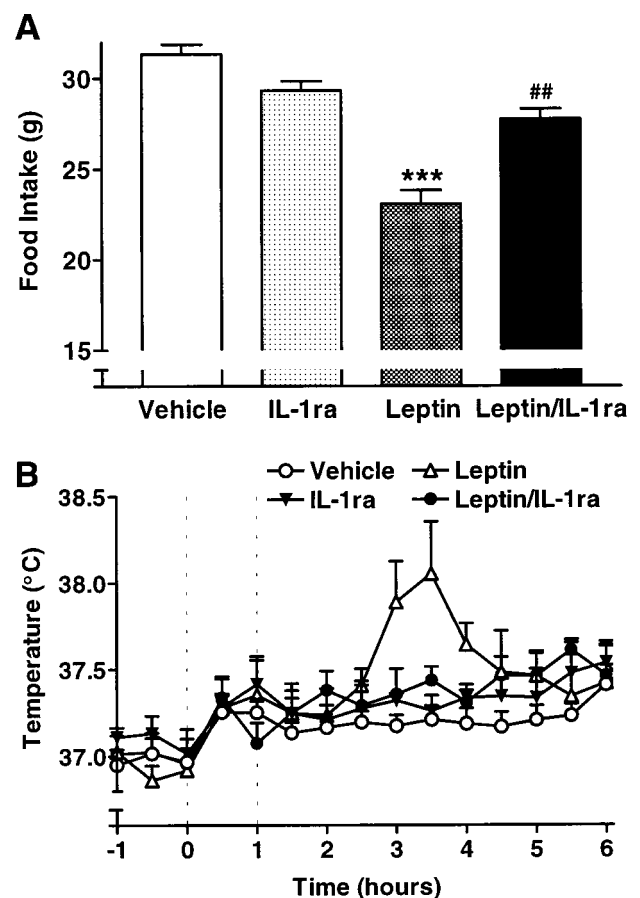 A
Food Intake (g)
30
25
20
15
***
##
Vehicle IL-1ra Leptin Leptin/IL-1ra
B
Vehicle Leptin
IL-1ra Leptin/IL-1ra
Temperature (°C)
38.5
38.0
37.5
37.0
-1 0 1 2 3 4 5 6
Time (hours)